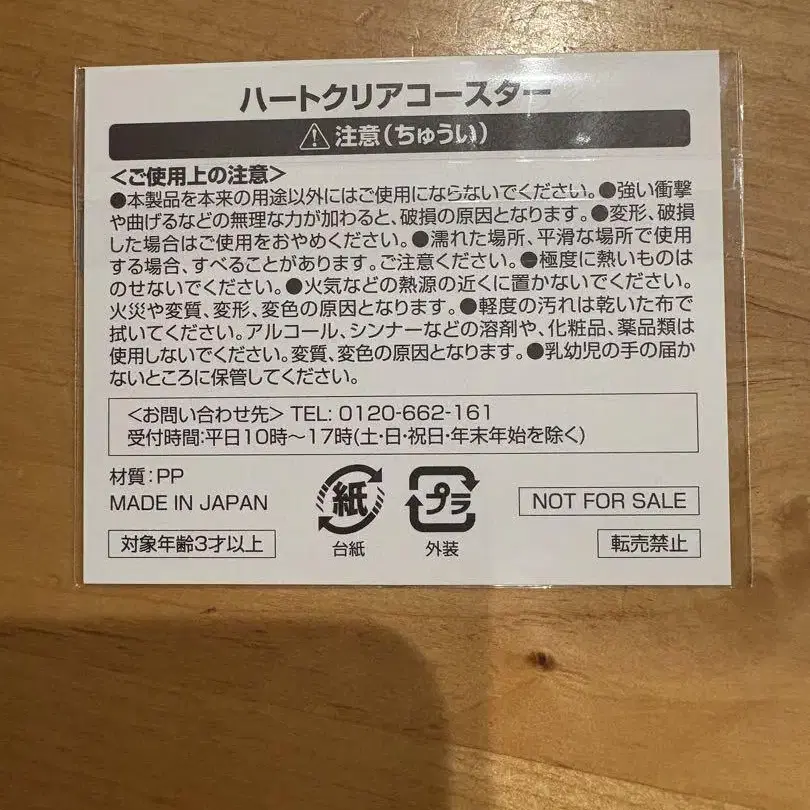 ハートクリアコースター
注意(ちゅうい)
<ご使用上の注意>
●本製品を本来の用途以外にはご使用にならないでください。●強い衝撃
や曲げるなどの無理な力が加わると、破損の原因となります。●変形、破損
した場合はご使用をおやめください。●濡れた場所、平滑な場所で使用
する場合、すべることがあります。ご注意ください。●極度に熱いものは
のせないでください。●火気などの熱源の近くに置かないでください。
火災や変質、変形、変色の原因となります。●軽度の汚れは乾いた布で
拭いてください。アルコール、シンナーなどの溶剤や、化粧品、薬品類は
使用しないでください。変質、変色の原因となります。●乳幼児の手の届か
ないところに保管してください。
<お問い合わせ先> TEL: 0120-662-161
受付時間:平日10時〜17時(土・日・祝日・年末年始を除く)
材質:PP
MADE IN JAPAN
対象年齢3才以上
紙
台紙
プラ
外装
NOT FOR SALE
転売禁止